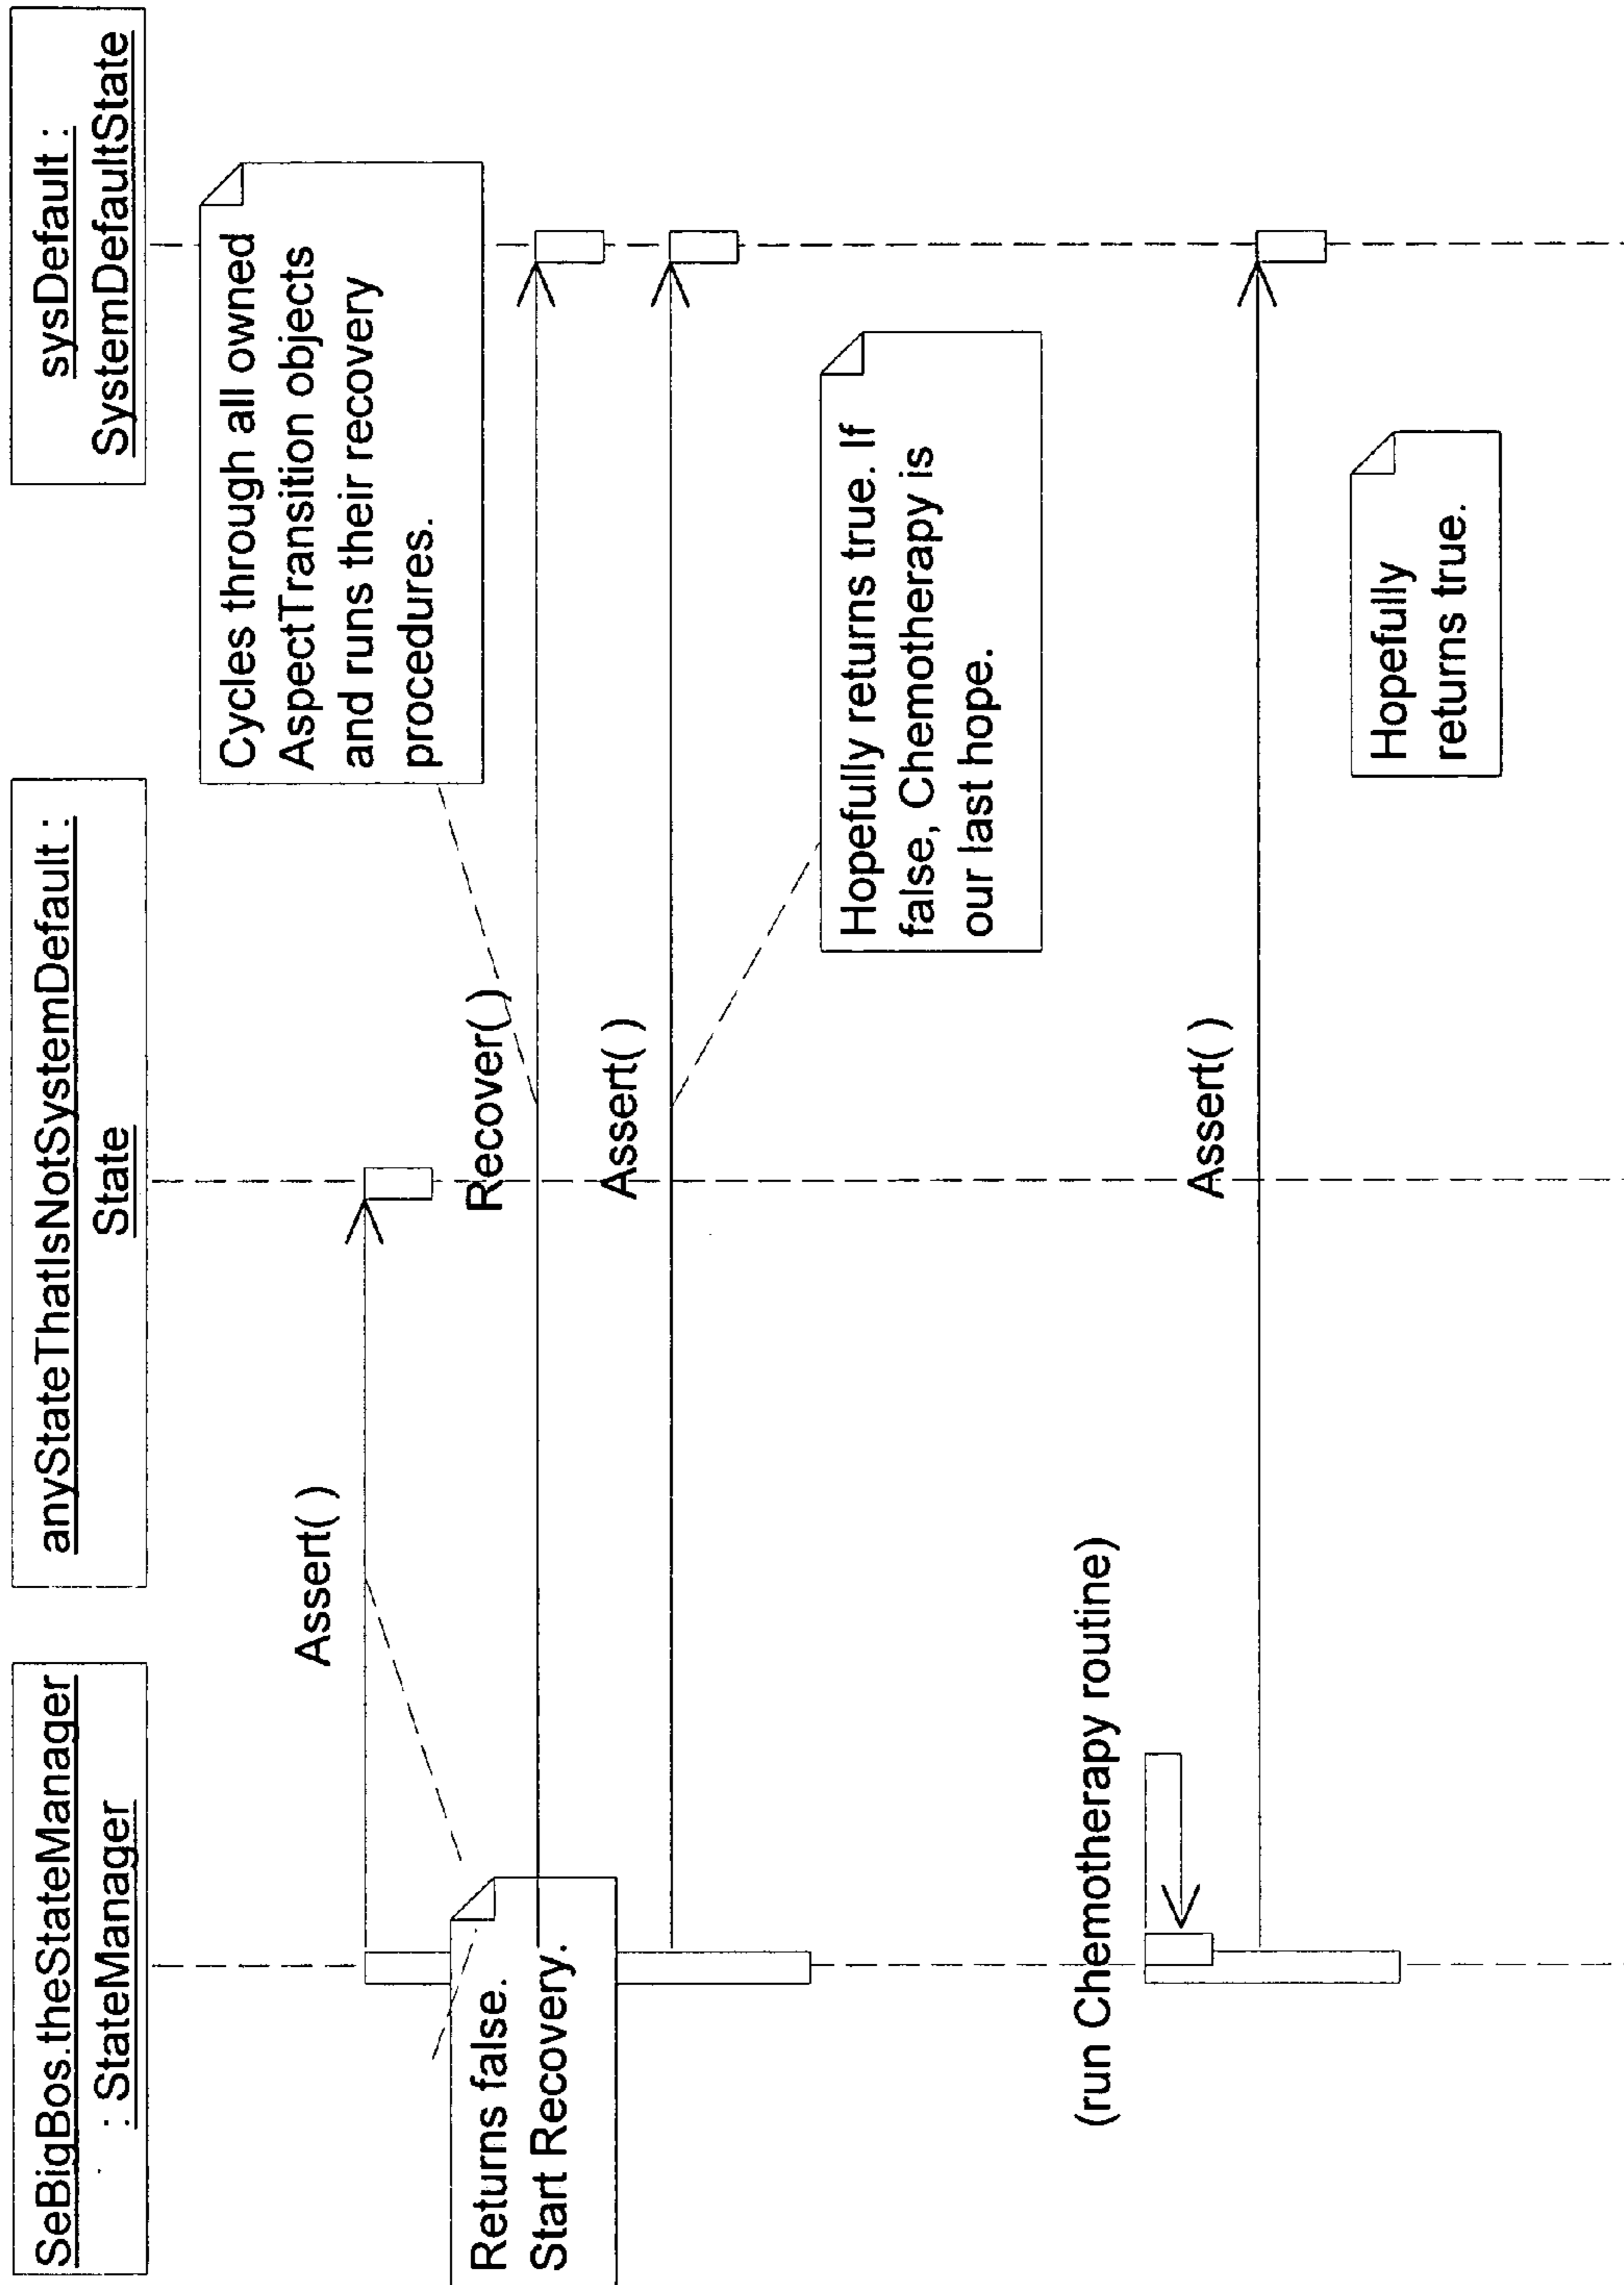 SeBigBos.theStateManager
: StateManager
anyStateThatIsNotSystemDefault :
State
sysDefault :
SystemDefaultState
Assert( )
Returns false.
Start Recovery.
Cycles through all owned
AspectTransition objects
and runs their recovery
procedures.
Recover( )
Assert( )
Hopefully returns true. If
false, Chemotherapy is
our last hope.
(run Chemotherapy routine)
Assert( )
Hopefully
returns true.